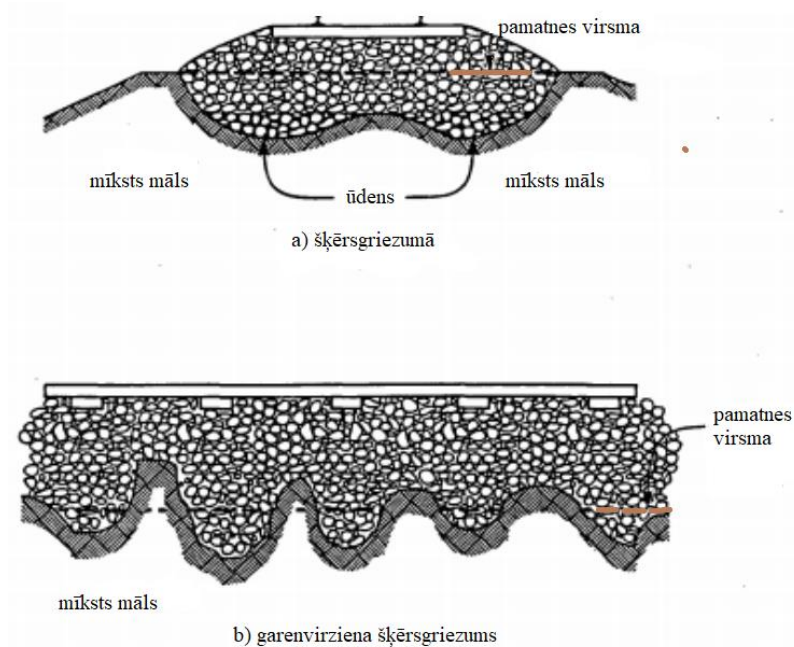 pamatnes virsma
mīksts māls
mīksts māls
ūdens
a) šķērsgriezumā
pamatnes
virsma
mīksts māls
b) garenvirziena šķērsgriezums